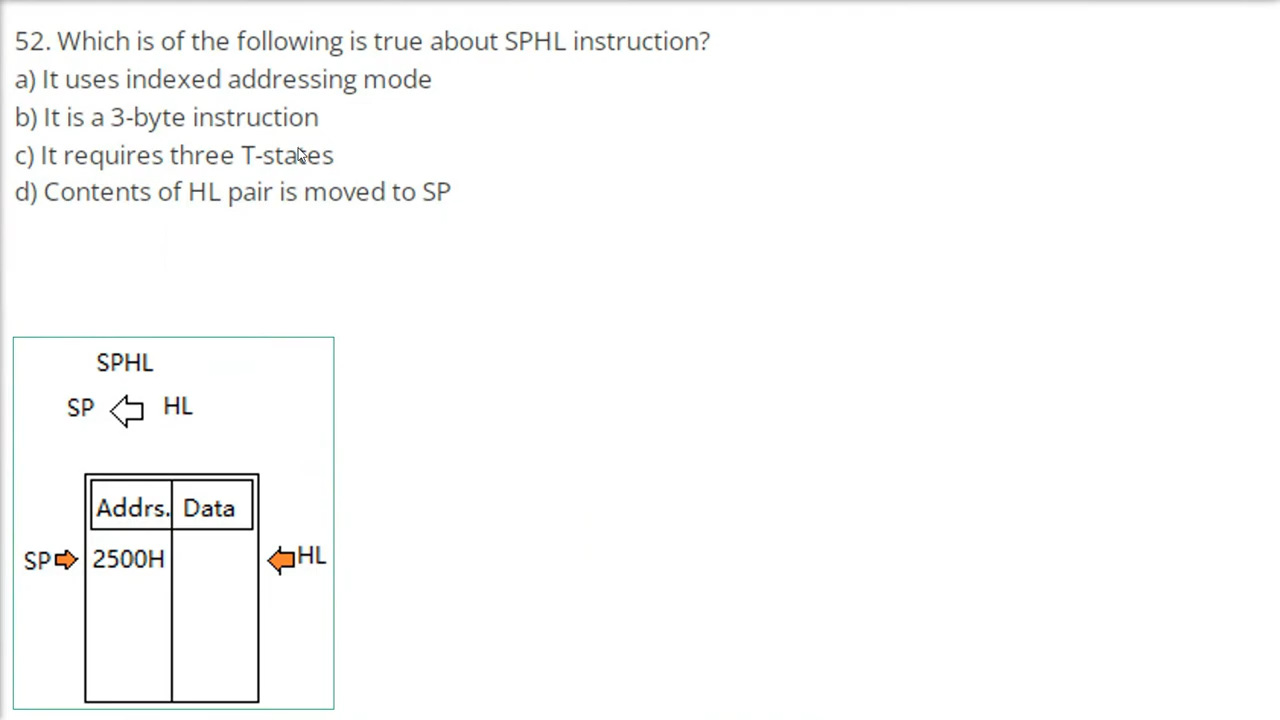 52. Which is of the following is true about SPHL instruction?
a) It uses indexed addressing mode
b) It is a 3-byte instruction
c) It requires three T-states
d) Contents of HL pair is moved to SP
SPHL
SP HL
Addrs. Data
SP 2500H HL